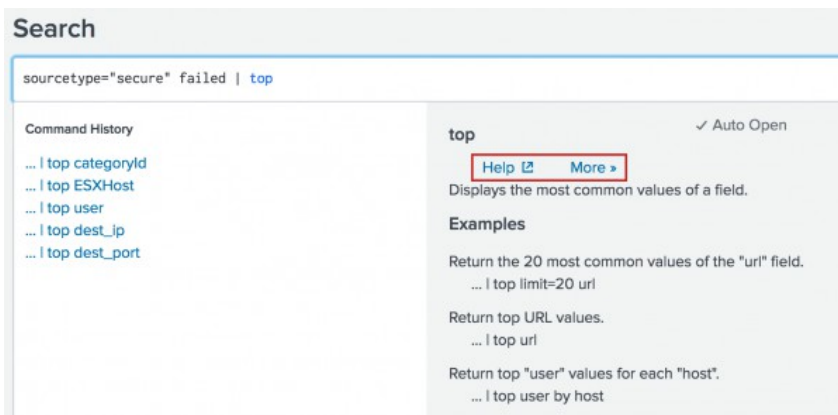 Search
sourcetype="secure" failed | top
Command History
... | top categoryId
... | top ESXHost
... | top user
... | top dest_ip
... | top dest_port
top
✓ Auto Open
Help More »
Displays the most common values of a field.
Examples
Return the 20 most common values of the "url" field.
... | top limit=20 url
Return top URL values.
... | top url
Return top "user" values for each "host".
... | top user by host